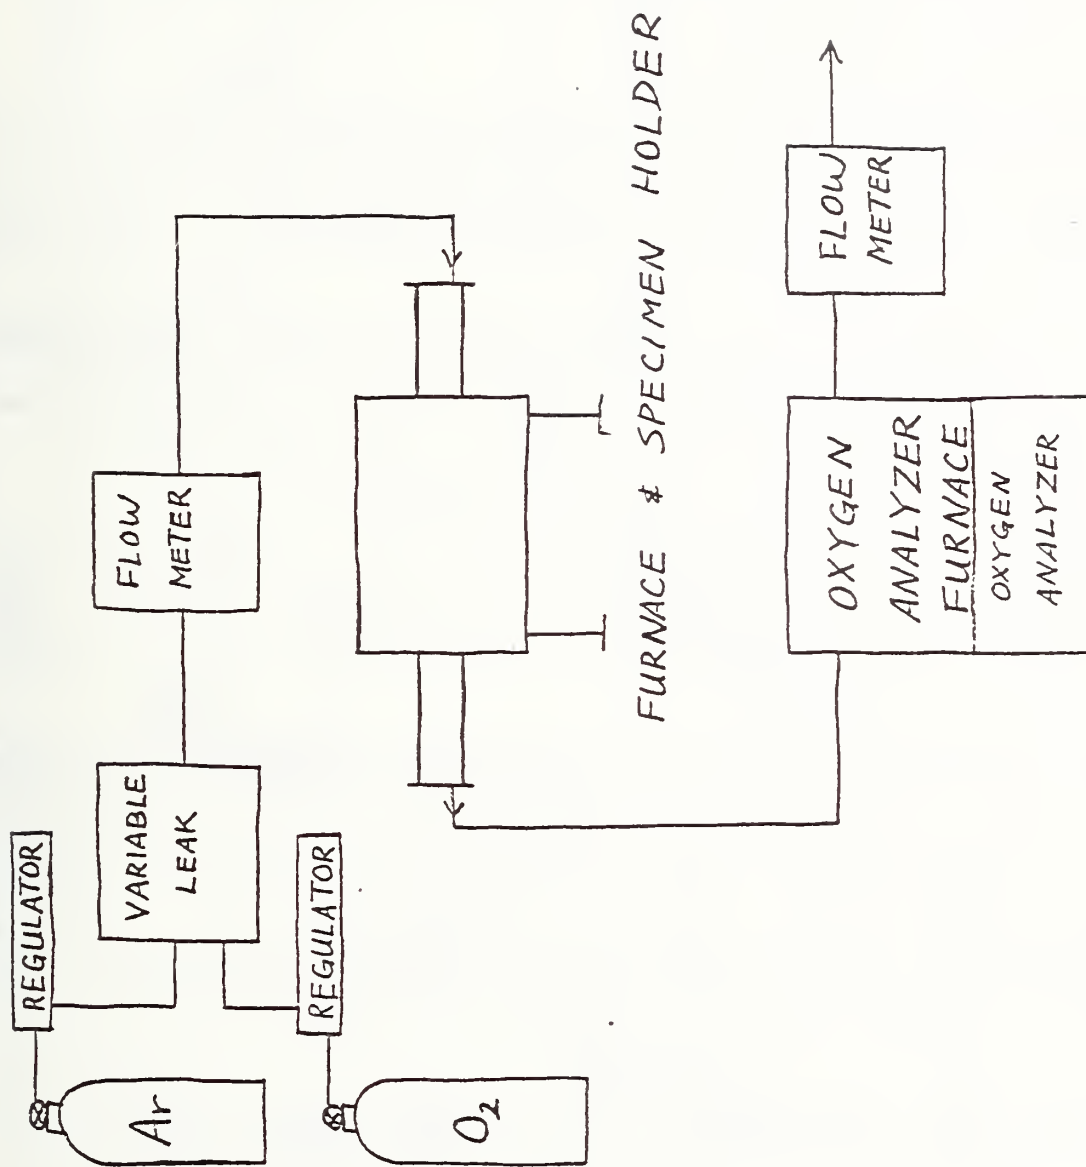 Ar
REGULATOR
O₂
REGULATOR
VARIABLE
LEAK
FLOW
METER
FURNACE & SPECIMEN HOLDER
OXYGEN
ANALYZER
FURNACE
OXYGEN
ANALYZER
FLOW
METER